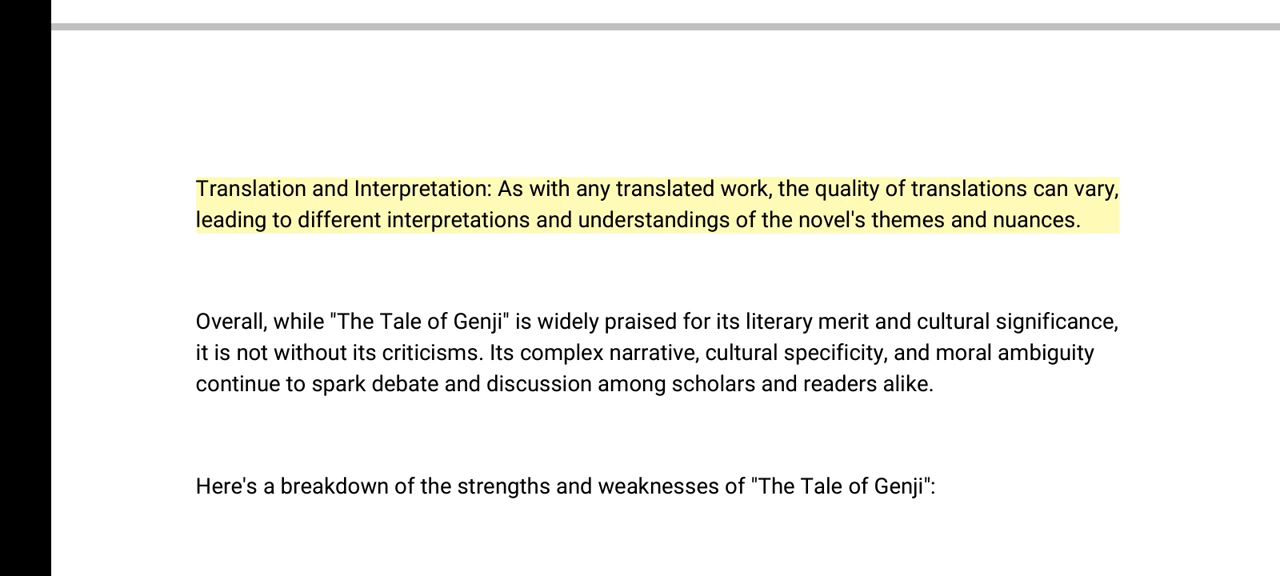 Translation and Interpretation: As with any translated work, the quality of translations can vary,
leading to different interpretations and understandings of the novel's themes and nuances.
Overall, while "The Tale of Genji" is widely praised for its literary merit and cultural significance,
it is not without its criticisms. Its complex narrative, cultural specificity, and moral ambiguity
continue to spark debate and discussion among scholars and readers alike.
Here's a breakdown of the strengths and weaknesses of "The Tale of Genji":